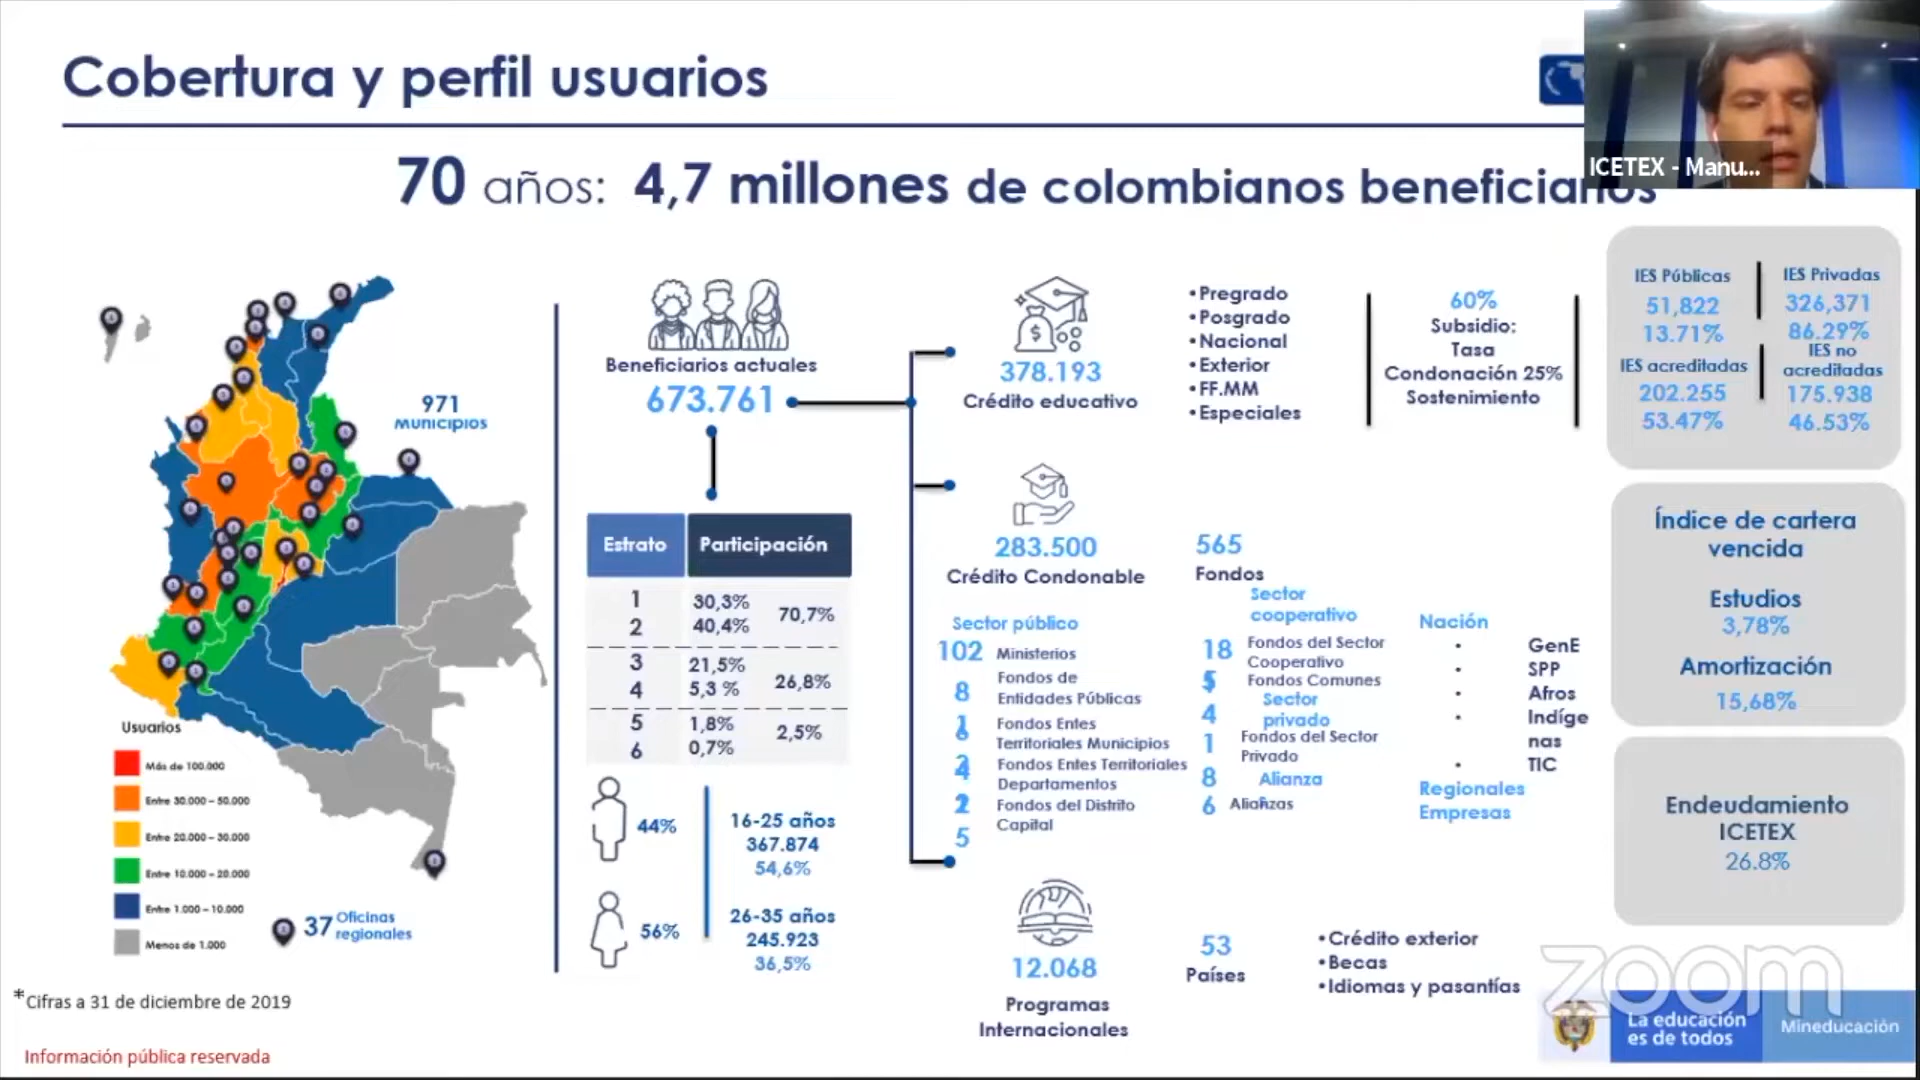 Cobertura y perfil usuarios
ICETEX - Manu...
70 años: 4,7 millones de colombianos beneficiarios
971
Municipios
Usuarios
Más de 100.000
Entre 30.000 – 50.000
Entre 20.000 – 30.000
Entre 10.000 – 20.000
Entre 1.000 – 10.000
Menos de 1.000
37 Oficinas
regionales
*Cifras a 31 de diciembre de 2019
Información pública reservada
Beneficiarios actuales
673.761
Estrato Participación
1 30,3%
2 40,4%
70,7%
3 21,5%
4 5,3 %
26,8%
5 1,8%
6 0,7%
2,5%
44%
56%
16-25 años
367.874
54,6%
26-35 años
245.923
36,5%
378.193
Crédito educativo
•Pregrado
•Posgrado
•Nacional
•Exterior
•FF.MM
•Especiales
60%
Subsidio:
Tasa
Condonación 25%
Sostenimiento
283.500
Crédito Condonable
565
Fondos
Sector público
102 Ministerios
8 Fondos de
Entidades Públicas
Fondos Entes
Territoriales Municipios
Fondos Entes Territoriales
Departamentos
Fondos del Distrito
Capital
5
Sector
cooperativo
18 Fondos del Sector
Cooperativo
Fondos Comunes
4 Sector
privado
1 Fondos del Sector
Privado
8 Alianza
6 Alianzas
Nación
• GenE
• SPP
• Afros
• Indíge
nas
• TIC
Regionales
Empresas
12.068
Programas
Internacionales
53
Países
•Crédito exterior
•Becas
•Idiomas y pasantías
IES Públicas
51,822
13.71%
IES Privadas
326,371
86.29%
IES acreditadas
202.255
53.47%
IES no
acreditadas
175.938
46.53%
Índice de cartera
vencida
Estudios
3,78%
Amortización
15,68%
Endeudamiento
ICETEX
26.8%
zoom
La educación
es de todos
Mineducación